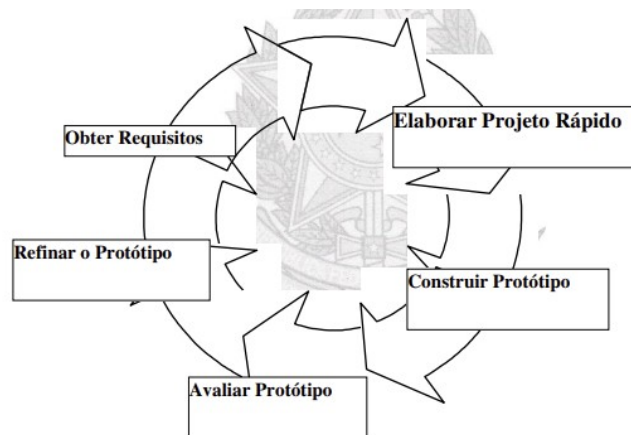 Obter Requisitos
Elaborar Projeto Rápido
Refinar o Protótipo
Construir Protótipo
Avaliar Protótipo